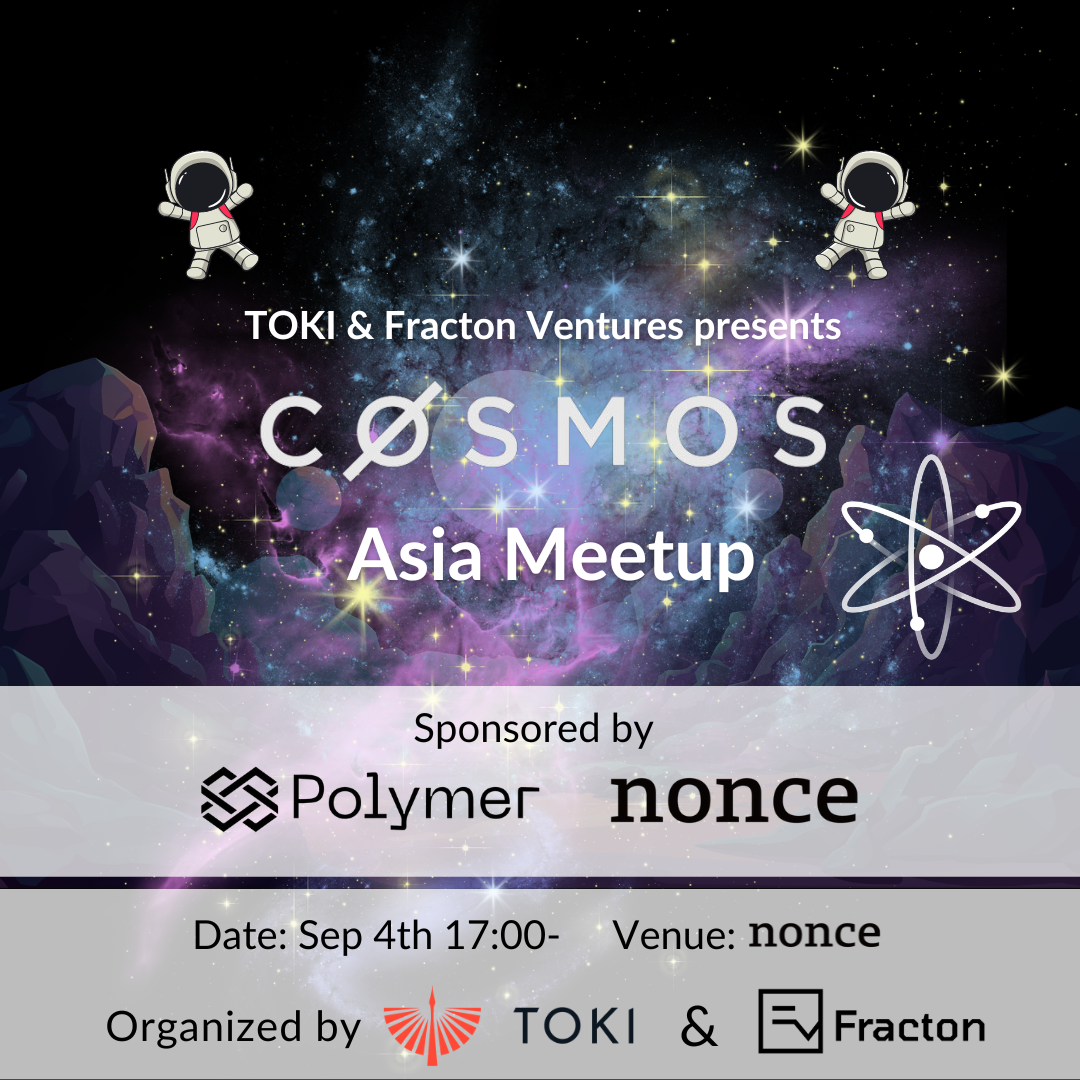 TOKI & Fracton Ventures presents
CØSMOS
Asia Meetup
Sponsored by
Polymer nonce
Date: Sep 4th 17:00- Venue: nonce
Organized by TOKI & Fracton